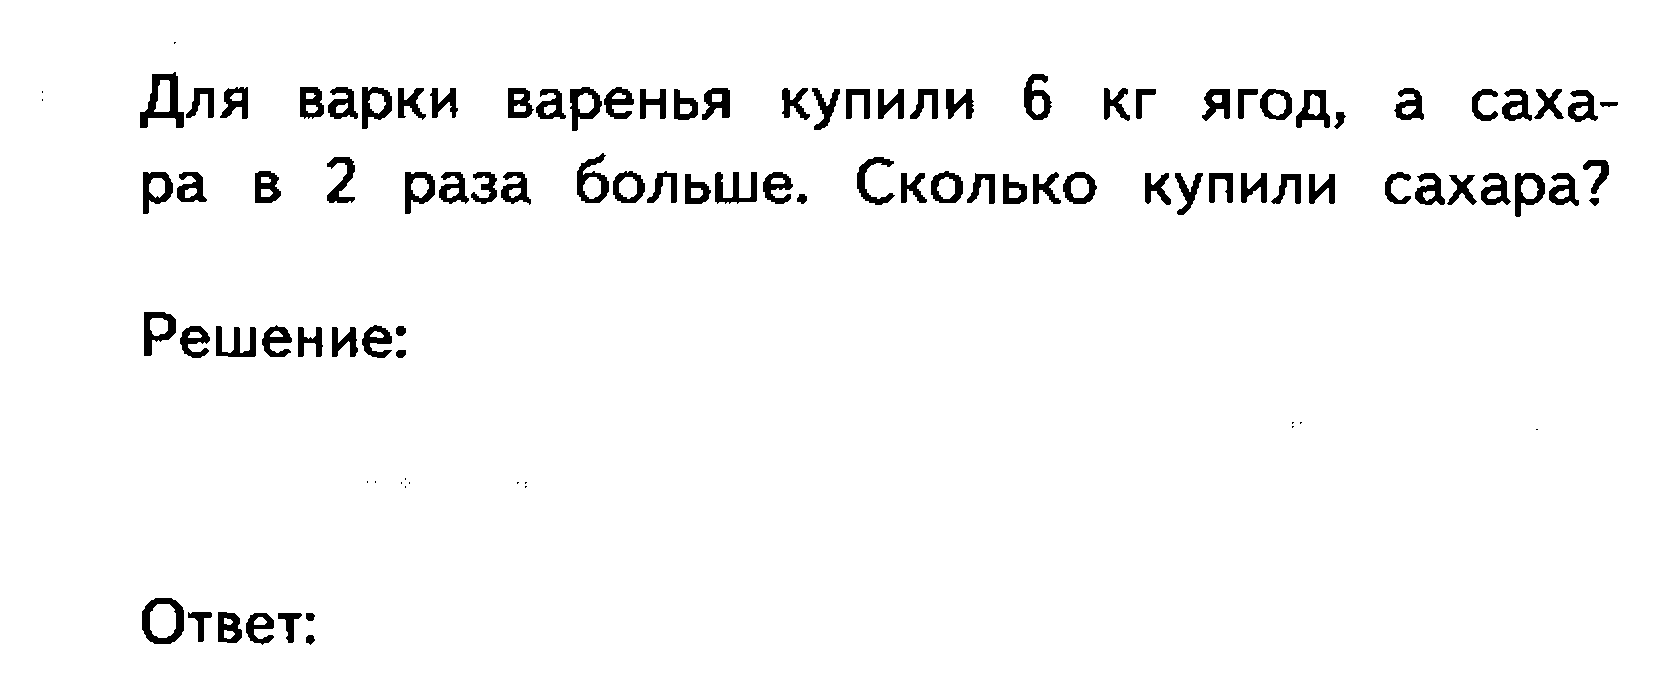 Для варки варенья купили 6 кг ягод, а саха-
ра в 2 раза больше. Сколько купили сахара?
Решение:
Ответ: